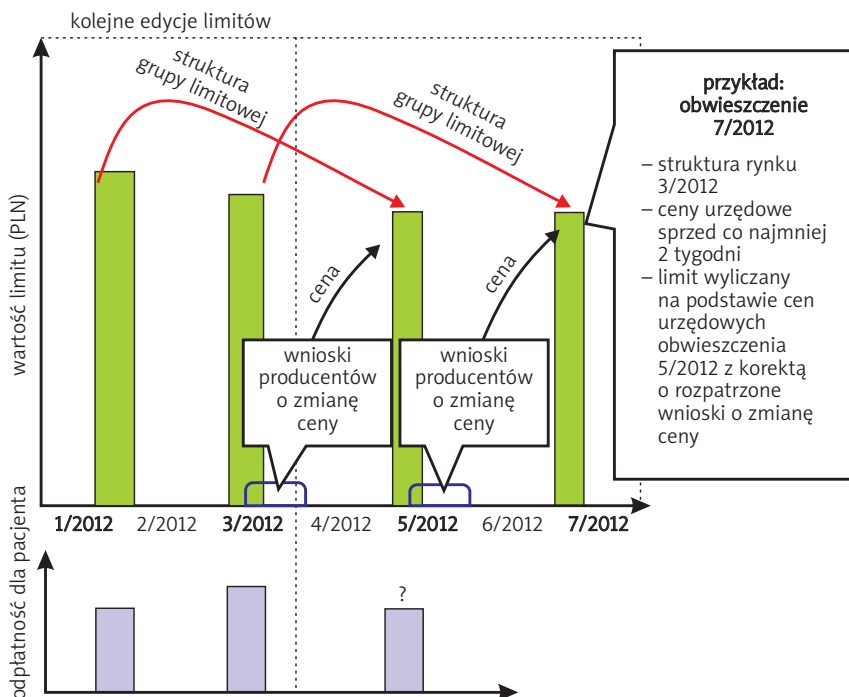 kolejne edycje limitów
struktura
grupy limitowej
struktura
grupy limitowej
przykład:
obwieszczenie
7/2012
– struktura rynku
3/2012
– ceny urzędowe
sprzed co najmniej
2 tygodni
– limit wyliczany
na podstawie cen
urzędowych
obwieszczenia
5/2012 z korektą
o rozpatrzone
wnioski o zmianę
ceny
wartość limitu (PLN)
cena
cena
wnioski
producentów
o zmianę
ceny
wnioski
producentów
o zmianę
ceny
1/2012
2/2012
3/2012
4/2012
5/2012
6/2012
7/2012
odpłatność dla pacjenta
?